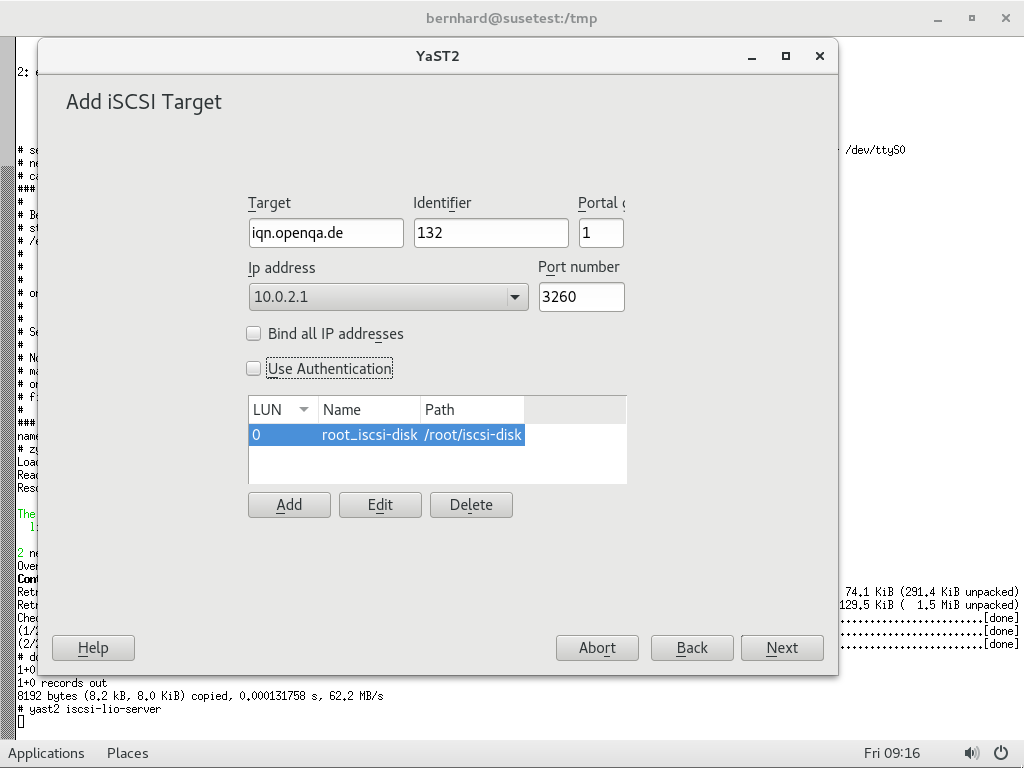 bernhard@susetest:/tmp
YaST2
Add iSCSI Target
2:
/dev/ttyS0
Target Identifier Portal
iqn.openqa.de 132 1
Ip address Port number
10.0.2.1 3260
Bind all IP addresses
Use Authentication
LUN Name Path
0 root_iscsi-disk /root/iscsi-disk
Add Edit Delete
74.1 KiB (291.4 KiB unpacked)
129.5 KiB ( 1.5 MiB unpacked)
[done]
[done]
[done]
Help Abort Back Next
1+0 records out
8192 bytes (8.2 kB, 8.0 KiB) copied, 0.000131758 s, 62.2 MB/s
# yast2 iscsi-lio-server
Applications Places Fri 09:16